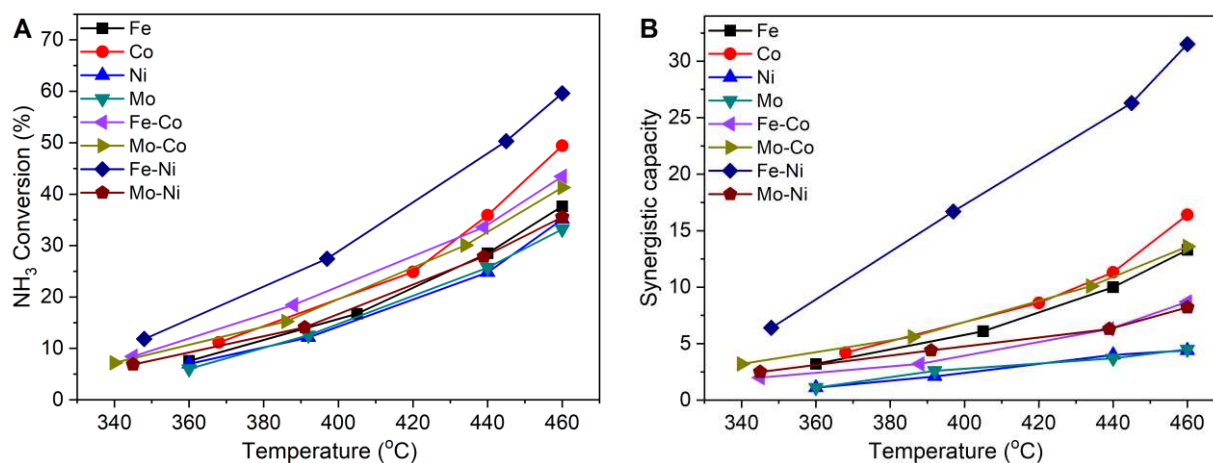 A
NH₃ Conversion (%)
70
60
50
40
30
20
10
0
Fe
Co
Ni
Mo
Fe-Co
Mo-Co
Fe-Ni
Mo-Ni
340 360 380 400 420 440 460
Temperature (°C)
B
Synergistic capacity
30
25
20
15
10
5
0
Fe
Co
Ni
Mo
Fe-Co
Mo-Co
Fe-Ni
Mo-Ni
340 360 380 400 420 440 460
Temperature (°C)